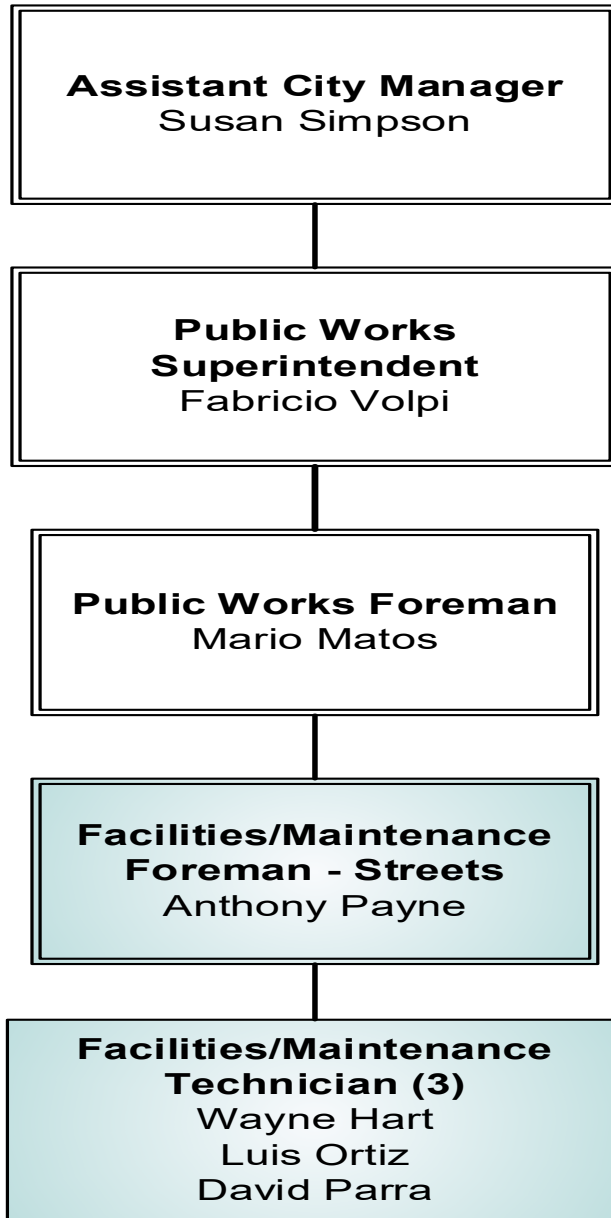 Assistant City Manager
Susan Simpson
Public Works
Superintendent
Fabricio Volpi
Public Works Foreman
Mario Matos
Facilities/Maintenance
Foreman - Streets
Anthony Payne
Facilities/Maintenance
Technician (3)
Wayne Hart
Luis Ortiz
David Parra